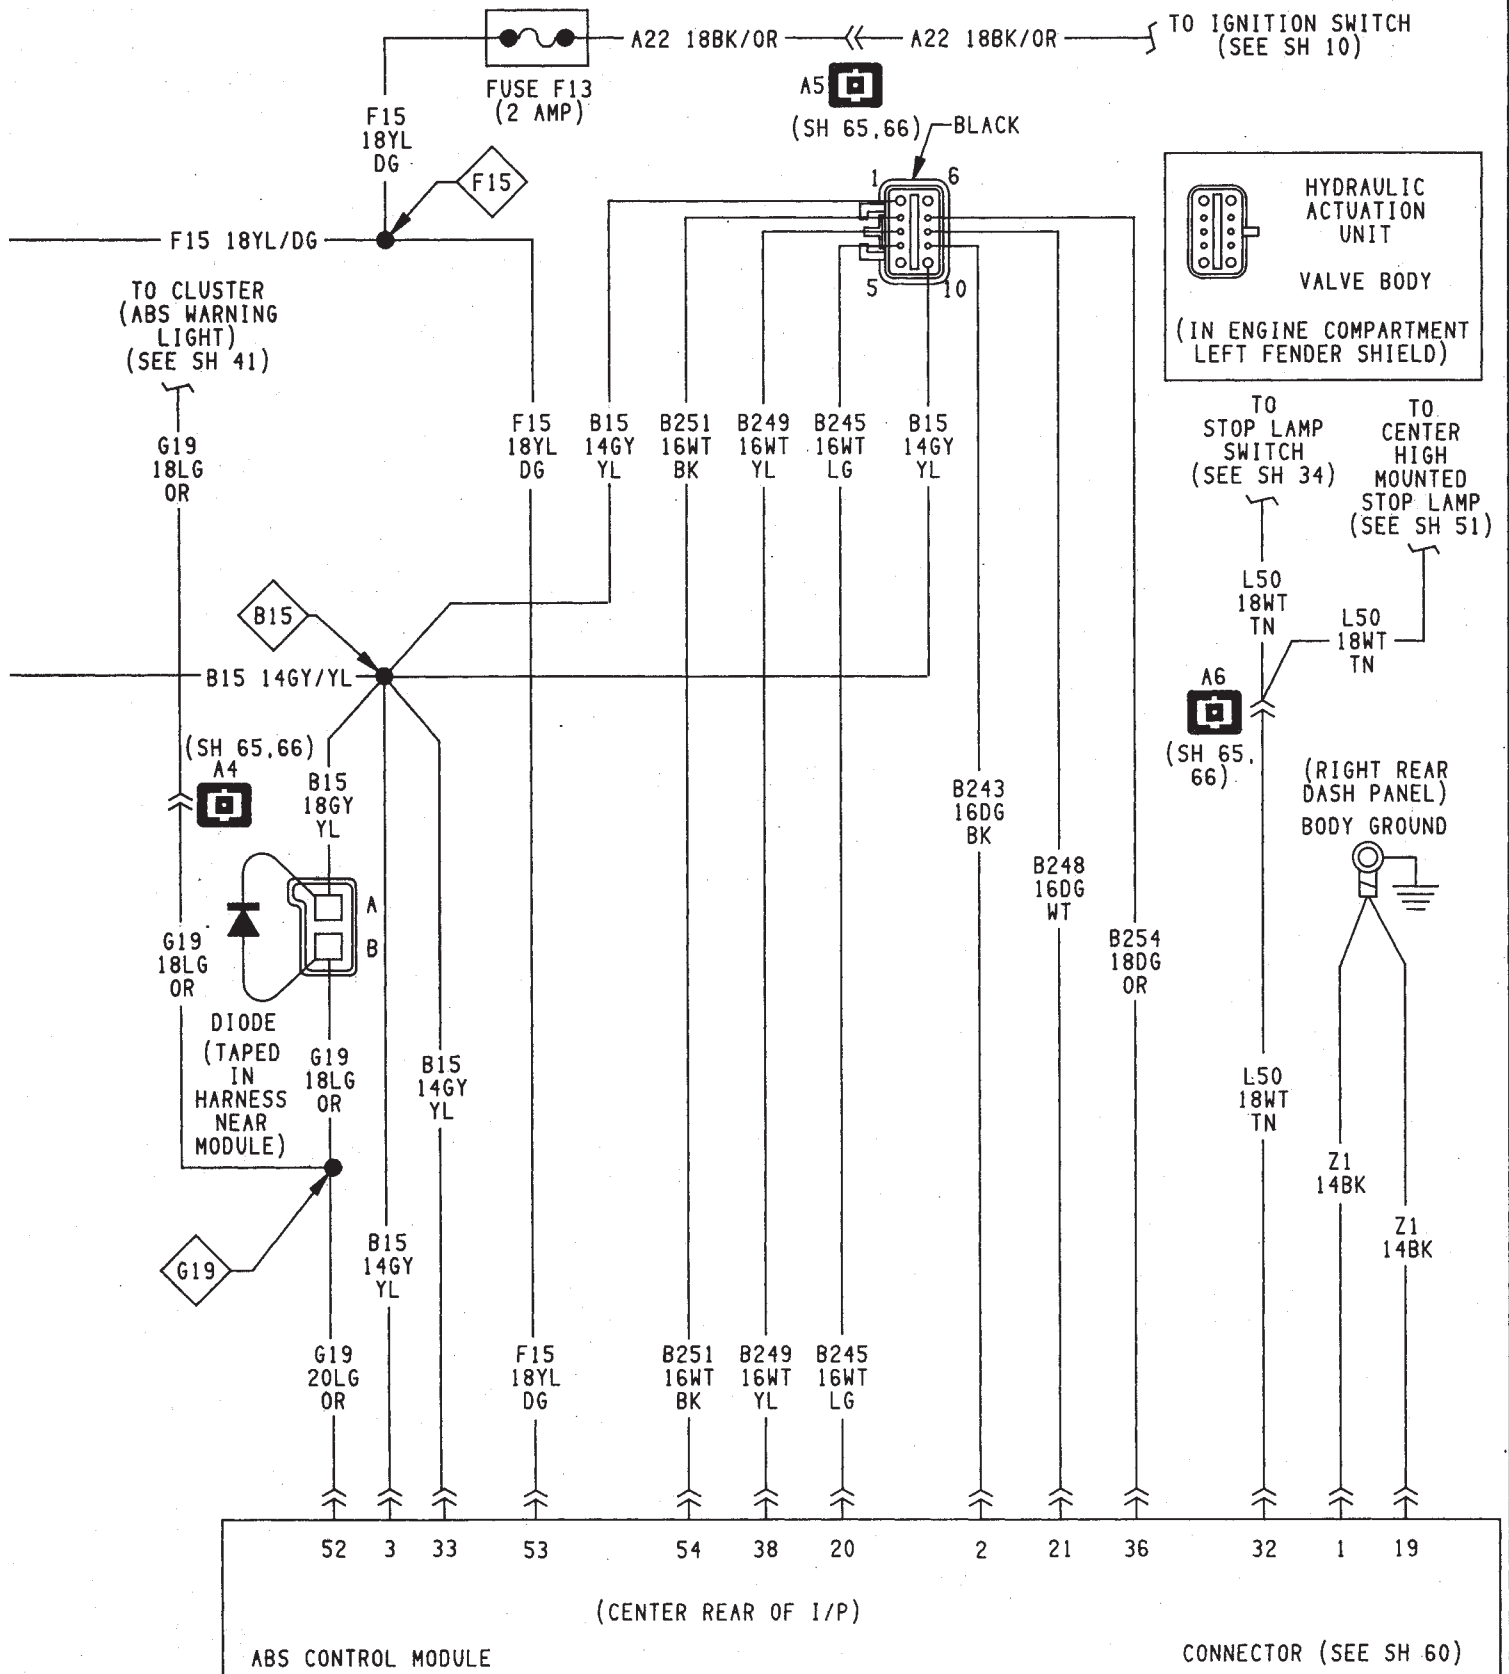 A22 18BK/OR
A22 18BK/OR
TO IGNITION SWITCH
(SEE SH 10)
FUSE F13
(2 AMP)
A5
(SH 65,66)
BLACK
F15
18YL
DG
F15
1
6
5
10
HYDRAULIC
ACTUATION
UNIT
VALVE BODY
(IN ENGINE COMPARTMENT
LEFT FENDER SHIELD)
F15 18YL/DG
TO CLUSTER
(ABS WARNING
LIGHT)
(SEE SH 41)
G19
18LG
OR
F15
18YL
DG
B15
14GY
YL
B251
16WT
BK
B249
16WT
YL
B245
16WT
LG
B15
14GY
YL
TO
STOP LAMP
SWITCH
(SEE SH 34)
TO
CENTER
HIGH
MOUNTED
STOP LAMP
(SEE SH 51)
L50
18WT
TN
L50
18WT
TN
B15
B15 14GY/YL
A6
(SH 65,
66)
(SH 65,66)
A4
B15
18GY
YL
B243
16DG
BK
(RIGHT REAR
DASH PANEL)
BODY GROUND
B248
16DG
WT
A
B
G19
18LG
OR
B254
18DG
OR
DIODE
(TAPED
IN
HARNESS
NEAR
MODULE)
G19
18LG
OR
B15
14GY
YL
L50
18WT
TN
Z1
14BK
Z1
14BK
G19
B15
14GY
YL
G19
20LG
OR
F15
18YL
DG
B251
16WT
BK
B249
16WT
YL
B245
16WT
LG
52 3 33 53 54 38 20 2 21 36 32 1 19
(CENTER REAR OF I/P)
ABS CONTROL MODULE
CONNECTOR (SEE SH 60)